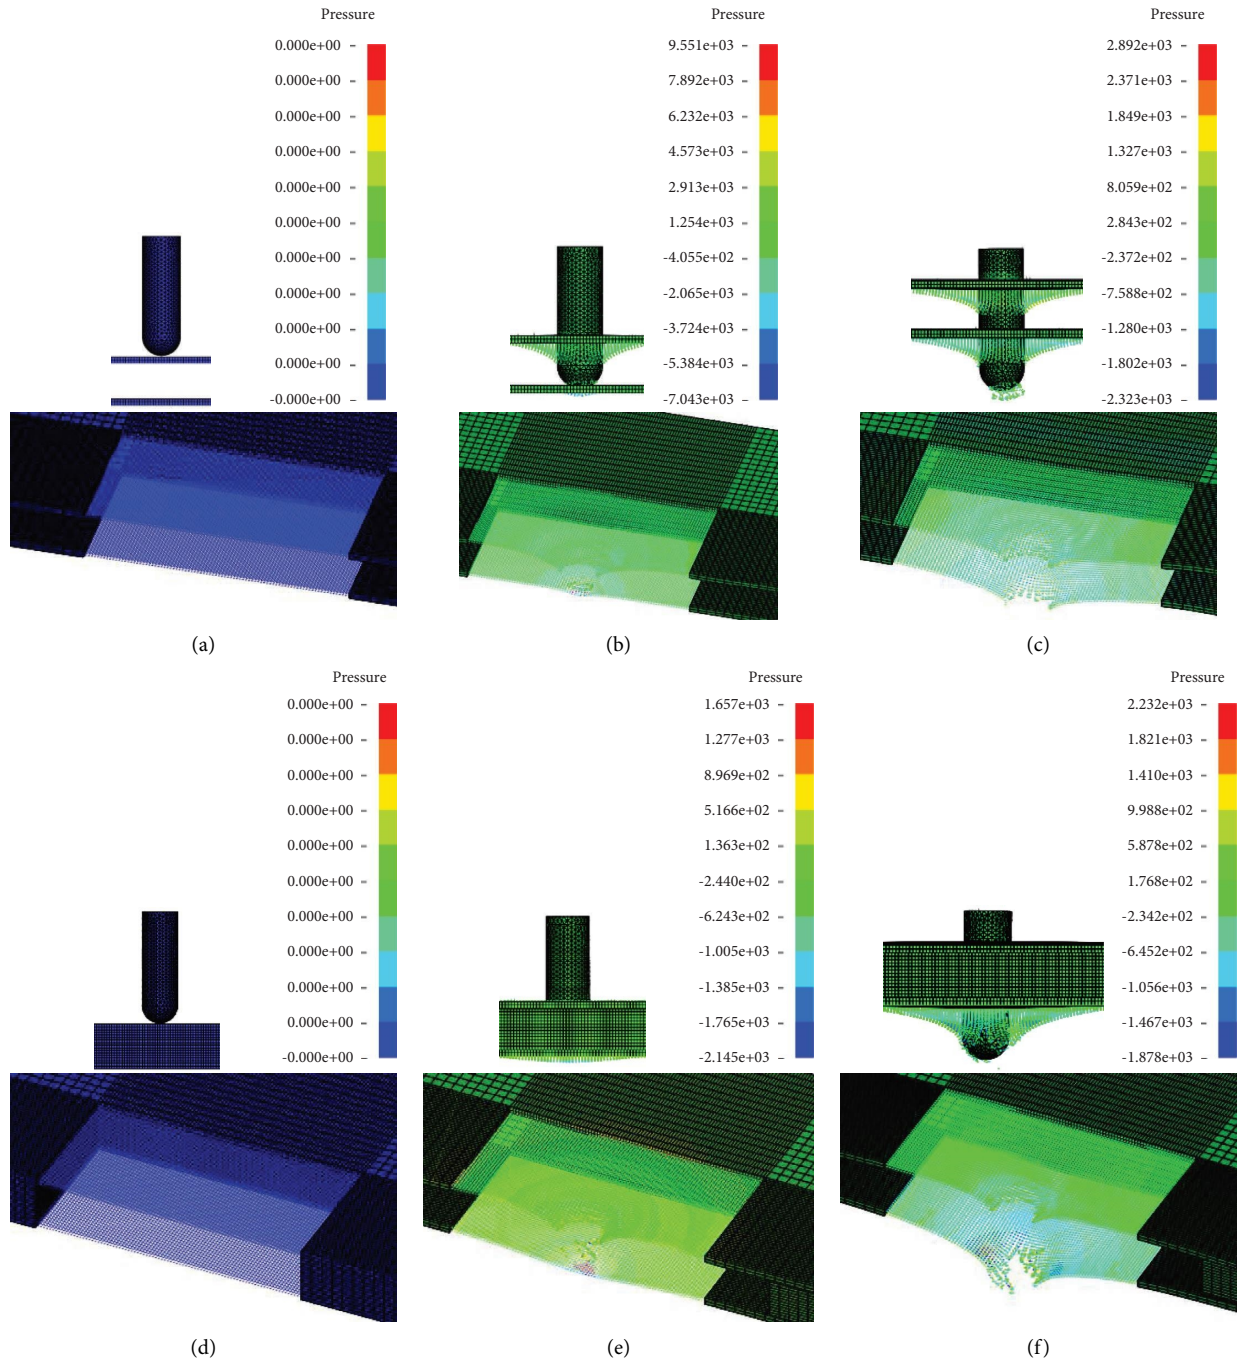 Pressure
0.000e+00
0.000e+00
0.000e+00
0.000e+00
0.000e+00
0.000e+00
0.000e+00
0.000e+00
0.000e+00
0.000e+00
-0.000e+00
(a)
Pressure
9.551e+03
7.892e+03
6.232e+03
4.573e+03
2.913e+03
1.254e+03
-4.055e+02
-2.065e+03
-3.724e+03
-5.384e+03
-7.043e+03
(b)
Pressure
2.892e+03
2.371e+03
1.849e+03
1.327e+03
8.059e+02
2.843e+02
-2.372e+02
-7.588e+02
-1.280e+03
-1.802e+03
-2.323e+03
(c)
Pressure
0.000e+00
0.000e+00
0.000e+00
0.000e+00
0.000e+00
0.000e+00
0.000e+00
0.000e+00
0.000e+00
0.000e+00
-0.000e+00
(d)
Pressure
1.657e+03
1.277e+03
8.969e+02
5.166e+02
1.363e+02
-2.440e+02
-6.243e+02
-1.005e+03
-1.385e+03
-1.765e+03
-2.145e+03
(e)
Pressure
2.232e+03
1.821e+03
1.410e+03
9.988e+02
5.878e+02
1.768e+02
-2.342e+02
-6.452e+02
-1.056e+03
-1.467e+03
-1.878e+03
(f)